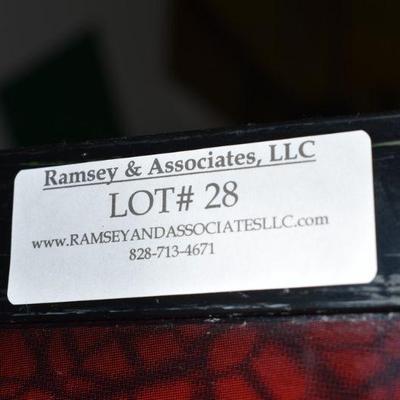 Ramsey & Associates, LLC
LOT# 28
www.RAMSEYANDASSOCIATESLLC.com
828-713-4671